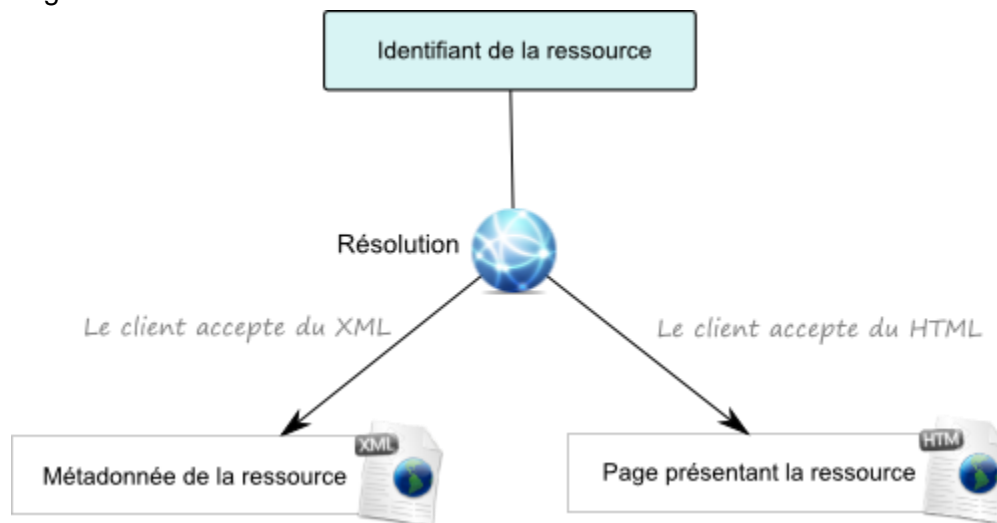 Identifiant de la ressource
Résolution
Le client accepte du XML
Le client accepte du HTML
XML
HTM
Métadonnée de la ressource
Page présentant la ressource